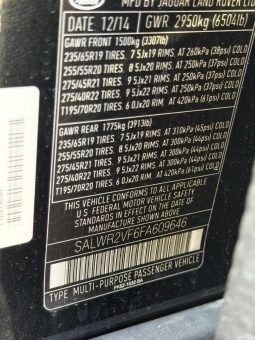 MFD BY JAGUAR LAND ROVER LTD
DATE: 12/14 GWR 2950kg (6504lb)
GAWR FRONT 1500kg (3307lb)
235/65R19 TIRES. 7.5Jx19 RIMS. AT 260kPa (38psi) COLD
255/55R20 TIRES. 8.5Jx20 RIMS. AT 250kPa (37psi) COLD
275/45R21 TIRES. 9.5Jx21 RIMS. AT 250kPa (37psi) COLD
275/40R22 TIRES. 9.5Jx22 RIMS. AT 250kPa (37psi) COLD
T195/70R20 TIRES. 6.0Jx20 RIM. AT 420kPa (61psi) COLD
GAWR REAR 1775kg (3913lb)
235/65R19 TIRES. 7.5Jx19 RIMS. AT 310kPa (45psi) COLD
255/55R20 TIRES. 8.5Jx20 RIMS. AT 300kPa (44psi) COLD
275/45R21 TIRES. 9.5Jx21 RIMS. AT 300kPa (44psi) COLD
275/40R22 TIRES. 9.5Jx22 RIMS. AT 300kPa (44psi) COLD
T195/70R20 TIRES. 6.0Jx20 RIM. AT 420kPa (61psi) COLD
THIS VEHICLE CONFORMS TO ALL APPLICABLE
U.S. FEDERAL MOTOR VEHICLE SAFETY
STANDARDS IN EFFECT ON THE DATE OF
SALWR2VF6FA609646
TYPE: MULTI-PURPOSE PASSENGER VEHICLE